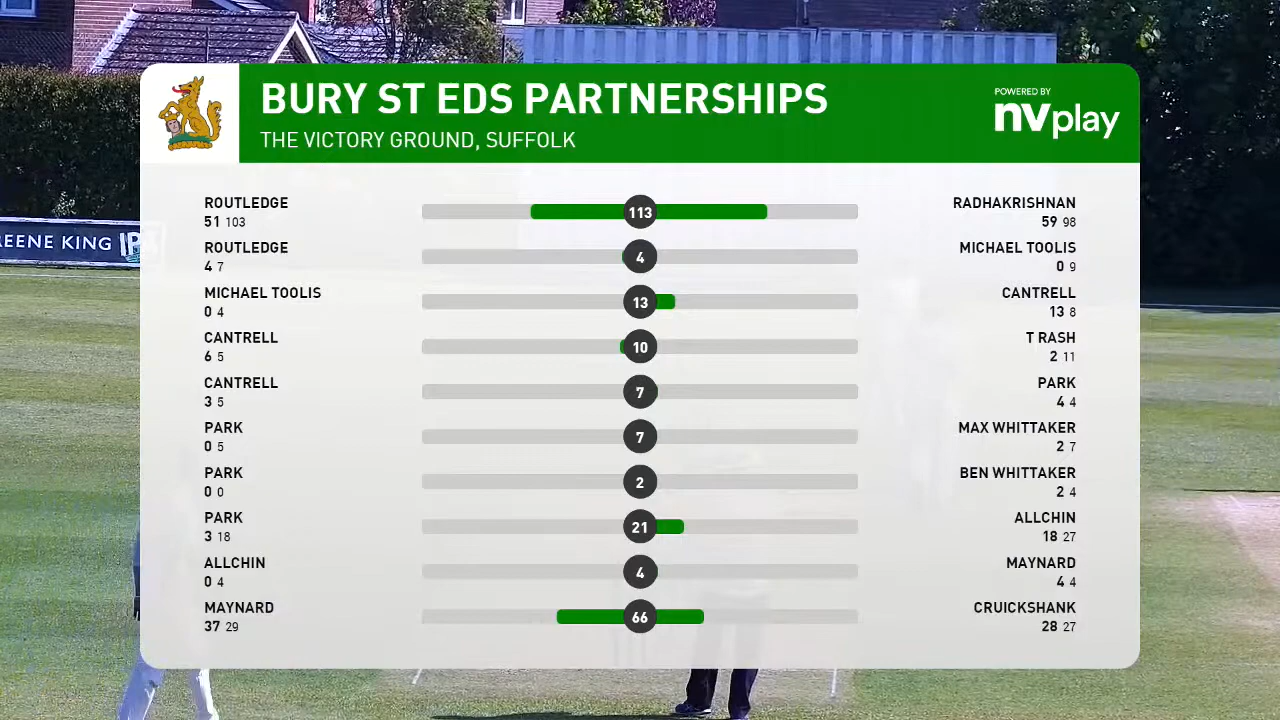 BURY ST EDS PARTNERSHIPS
THE VICTORY GROUND, SUFFOLK
POWERED BY
nvplay
ROUTLEDGE 113 RADHAKRISHNAN
51 103 59 98
ROUTLEDGE 4 MICHAEL TOOLIS
4 7 0 9
MICHAEL TOOLIS 13 CANTRELL
0 4 13 8
CANTRELL 10 T RASH
6 5 2 11
CANTRELL 7 PARK
3 5 4 4
PARK 7 MAX WHITTAKER
0 5 2 7
PARK 2 BEN WHITTAKER
0 0 2 4
PARK 21 ALLCHIN
3 18 18 27
ALLCHIN 4 MAYNARD
0 4 4 4
MAYNARD 66 CRUICKSHANK
37 29 28 27
EENE KING IPA